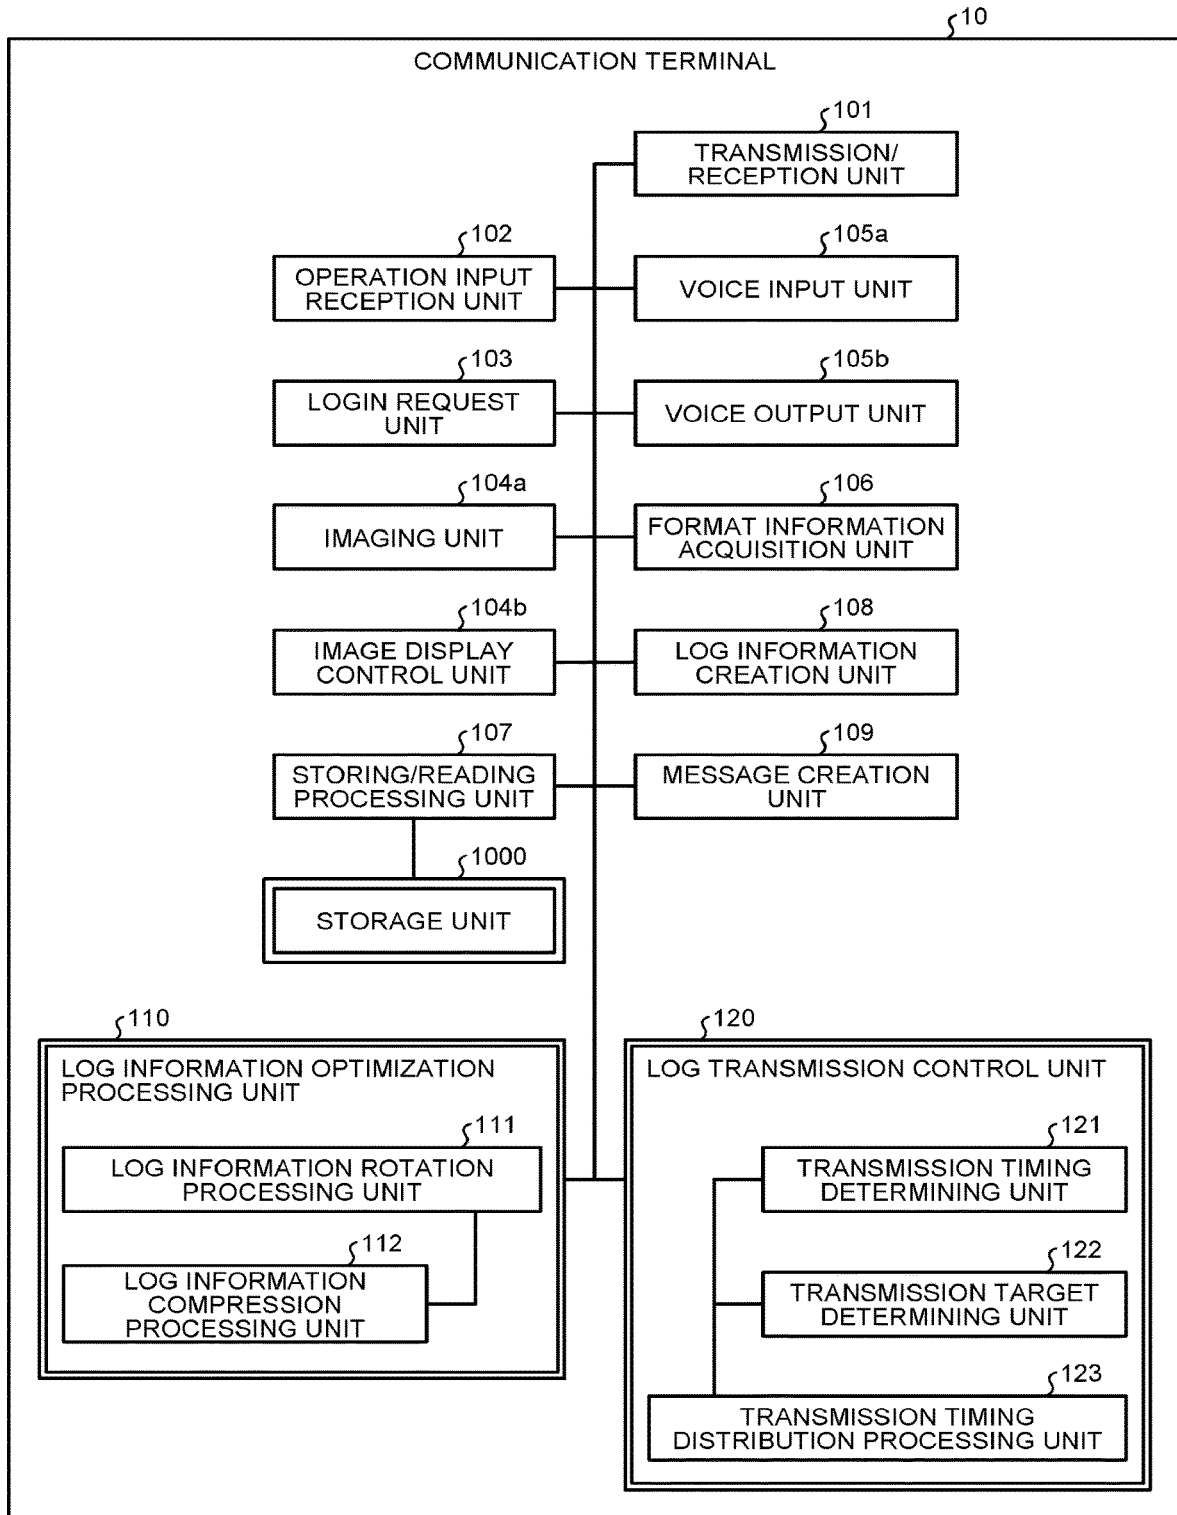 10
COMMUNICATION TERMINAL
101
TRANSMISSION/
RECEPTION UNIT
102
OPERATION INPUT
RECEPTION UNIT
105a
VOICE INPUT UNIT
103
LOGIN REQUEST
UNIT
105b
VOICE OUTPUT UNIT
104a
IMAGING UNIT
106
FORMAT INFORMATION
ACQUISITION UNIT
104b
IMAGE DISPLAY
CONTROL UNIT
108
LOG INFORMATION
CREATION UNIT
107
STORING/READING
PROCESSING UNIT
109
MESSAGE CREATION
UNIT
1000
STORAGE UNIT
110
LOG INFORMATION OPTIMIZATION
PROCESSING UNIT
111
LOG INFORMATION ROTATION
PROCESSING UNIT
112
LOG INFORMATION
COMPRESSION
PROCESSING UNIT
120
LOG TRANSMISSION CONTROL UNIT
121
TRANSMISSION TIMING
DETERMINING UNIT
122
TRANSMISSION TARGET
DETERMINING UNIT
123
TRANSMISSION TIMING
DISTRIBUTION PROCESSING UNIT